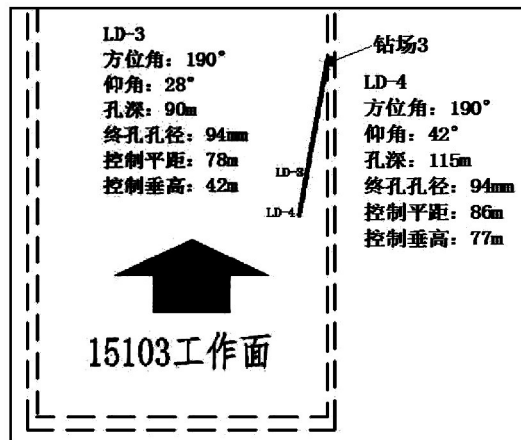 LD-3
方位角：190°
仰角：28°
孔深：90m
终孔孔径：94mm
控制平距：78m
控制垂高：42m
钻场3
LD-4
方位角：190°
仰角：42°
孔深：115m
终孔孔径：94mm
控制平距：86m
控制垂高：77m
LD-3
LD-4
15103工作面